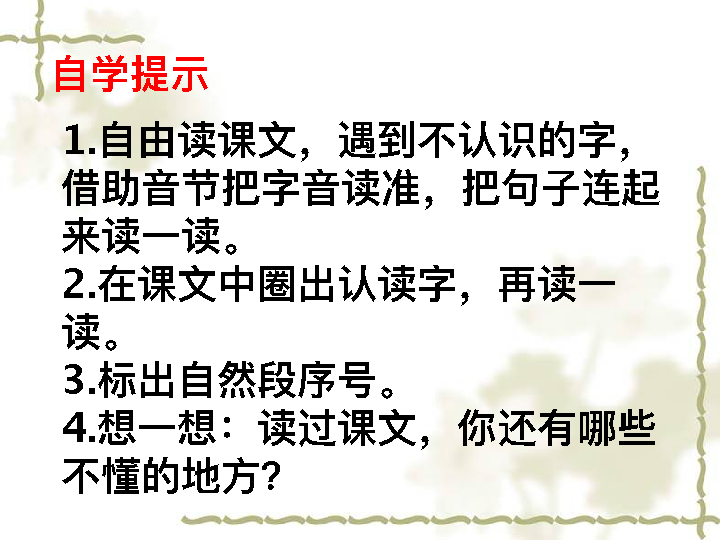 自学提示
1.自由读课文，遇到不认识的字，
借助音节把字音读准，把句子连起
来读一读。
2.在课文中圈出认读字，再读一
读。
3.标出自然段序号。
4.想一想：读过课文，你还有哪些
不懂的地方？